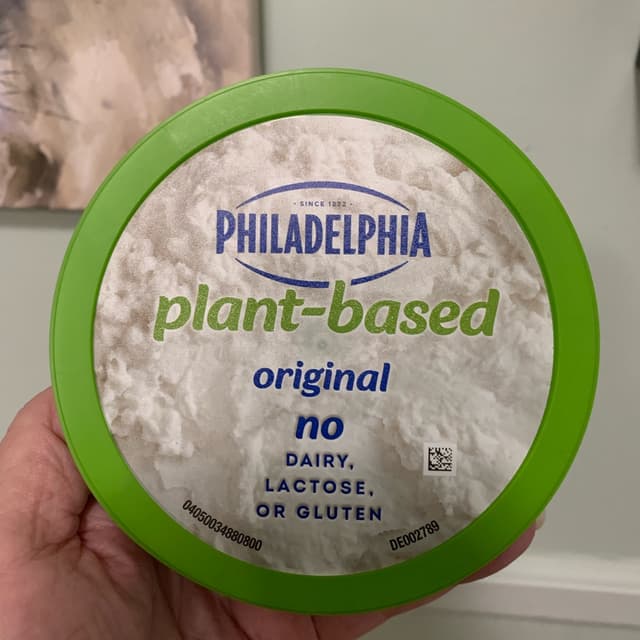 · SINCE 1872 ·
PHILADELPHIA
plant-based
original
no
DAIRY,
LACTOSE,
OR GLUTEN
04050034880800
DE002789